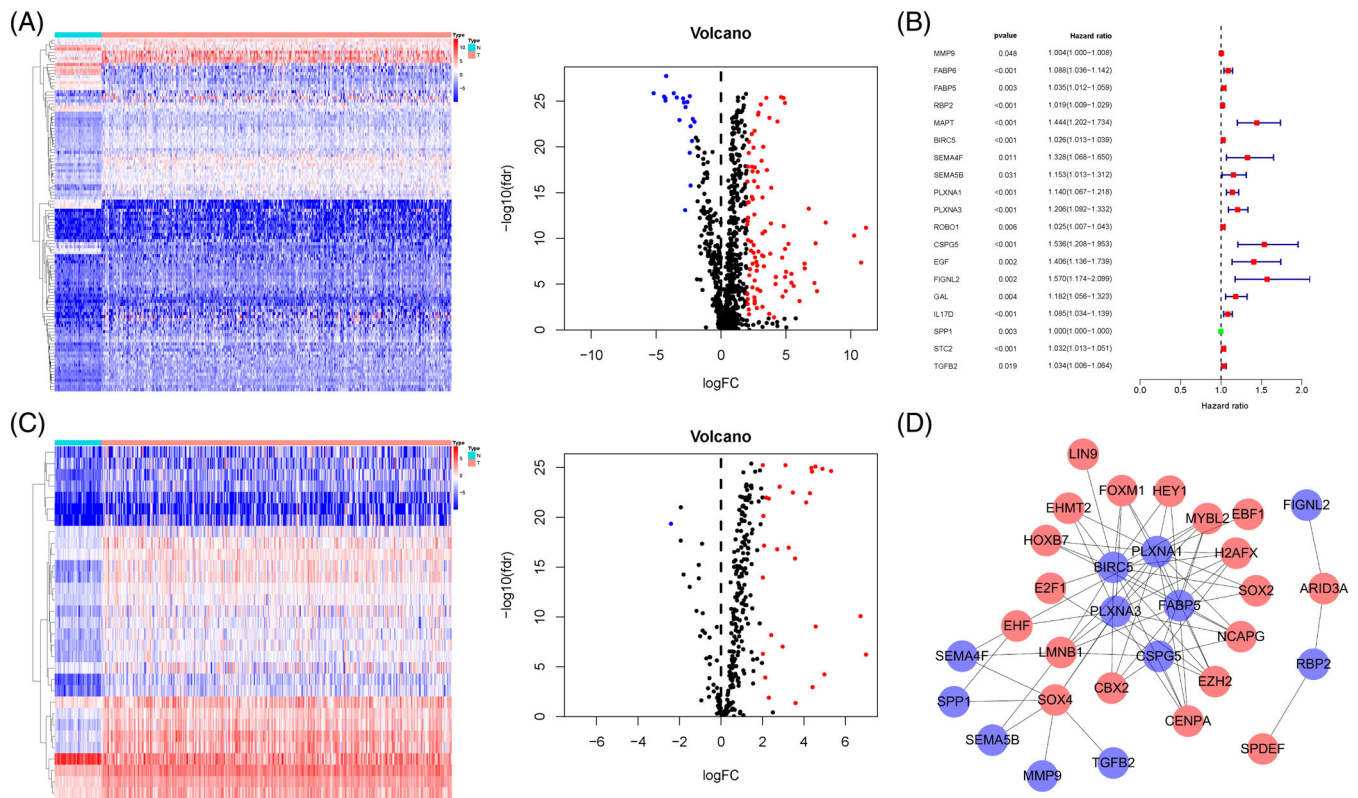 (A)
Type
10
5
0
−5
Type
N
T
Volcano
−log10(fdr)
0
5
10
15
20
25
−10
−5
0
5
10
logFC
(B)
pvalue Hazard ratio
MMP9 0.048 1.004(1.000−1.008)
FABP6 <0.001 1.088(1.036−1.142)
FABP5 0.003 1.035(1.012−1.059)
RBP2 <0.001 1.019(1.009−1.029)
MAPT <0.001 1.444(1.202−1.734)
BIRC5 <0.001 1.026(1.013−1.039)
SEMA4F 0.011 1.328(1.068−1.650)
SEMA5B 0.031 1.153(1.013−1.312)
PLXNA1 <0.001 1.140(1.067−1.218)
PLXNA3 <0.001 1.206(1.092−1.332)
ROBO1 0.006 1.025(1.007−1.043)
CSPG5 <0.001 1.536(1.208−1.953)
EGF 0.002 1.406(1.136−1.739)
FIGNL2 0.002 1.570(1.174−2.099)
GAL 0.004 1.182(1.056−1.323)
IL17D <0.001 1.085(1.034−1.139)
SPP1 0.003 1.000(1.000−1.000)
STC2 <0.001 1.032(1.013−1.051)
TGFB2 0.019 1.034(1.006−1.064)
0.0 0.5 1.0 1.5 2.0
Hazard ratio
(C)
Type
5
0
−5
Type
N
T
Volcano
−log10(fdr)
0
5
10
15
20
25
−6 −4 −2 0 2 4 6
logFC
(D)
LIN9
FOXM1
HEY1
EHMT2
MYBL2
EBF1
FIGNL2
HOXB7
PLXNA1
H2AFX
BIRC5
E2F1
SOX2
ARID3A
PLXNA3
FABP5
EHF
NCAPG
SEMA4F
LMNB1
CSPG5
RBP2
EZH2
CBX2
SPP1
SOX4
CENPA
SEMA5B
SPDEF
MMP9
TGFB2